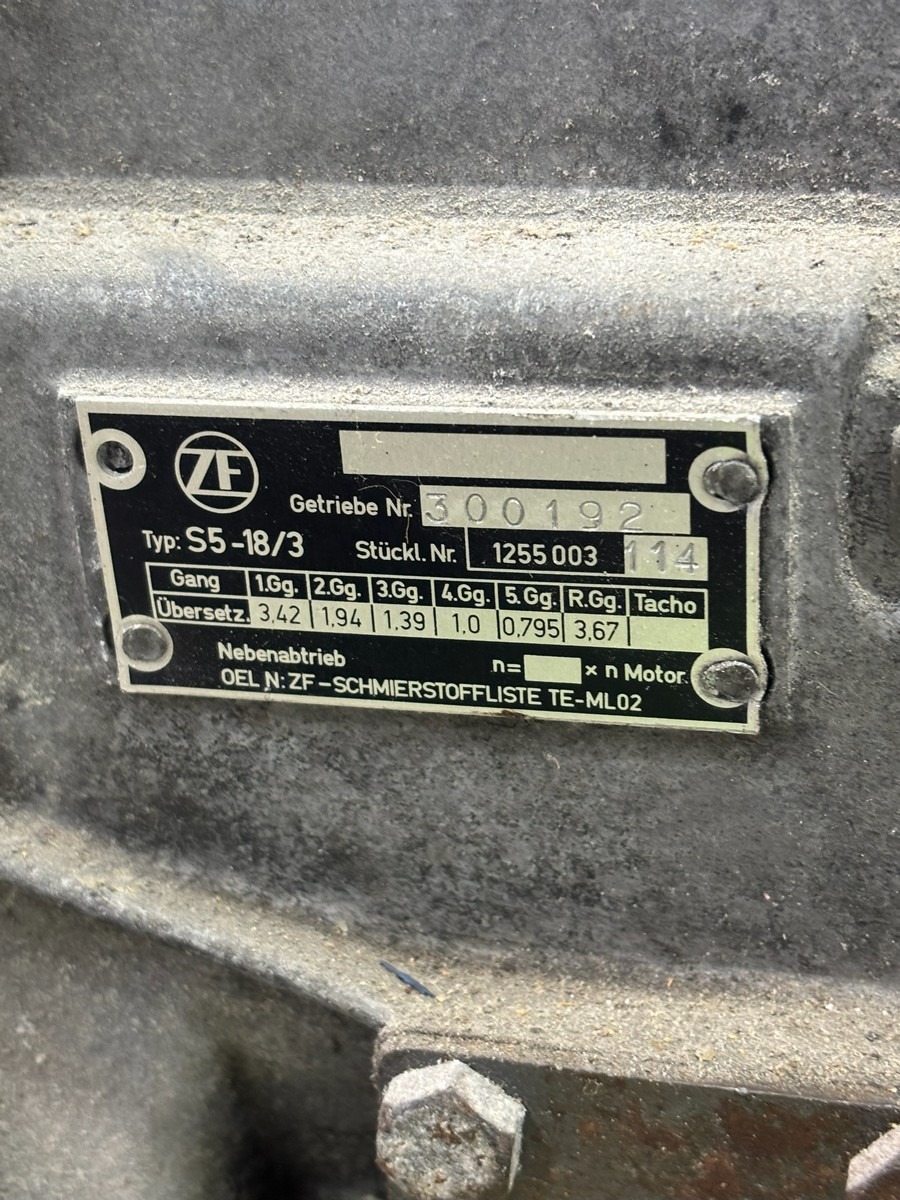 ZF
Getriebe Nr. 300192
Typ: S5-18/3 Stückl. Nr. 1255 003 114
Gang 1.Gg. 2.Gg. 3.Gg. 4.Gg. 5.Gg. R.Gg. Tacho
Übersetz. 3,42 1,94 1,39 1,0 0,795 3,67
Nebenabtrieb n= × n Motor
OEL N:ZF-SCHMIERSTOFFLISTE TE-ML02